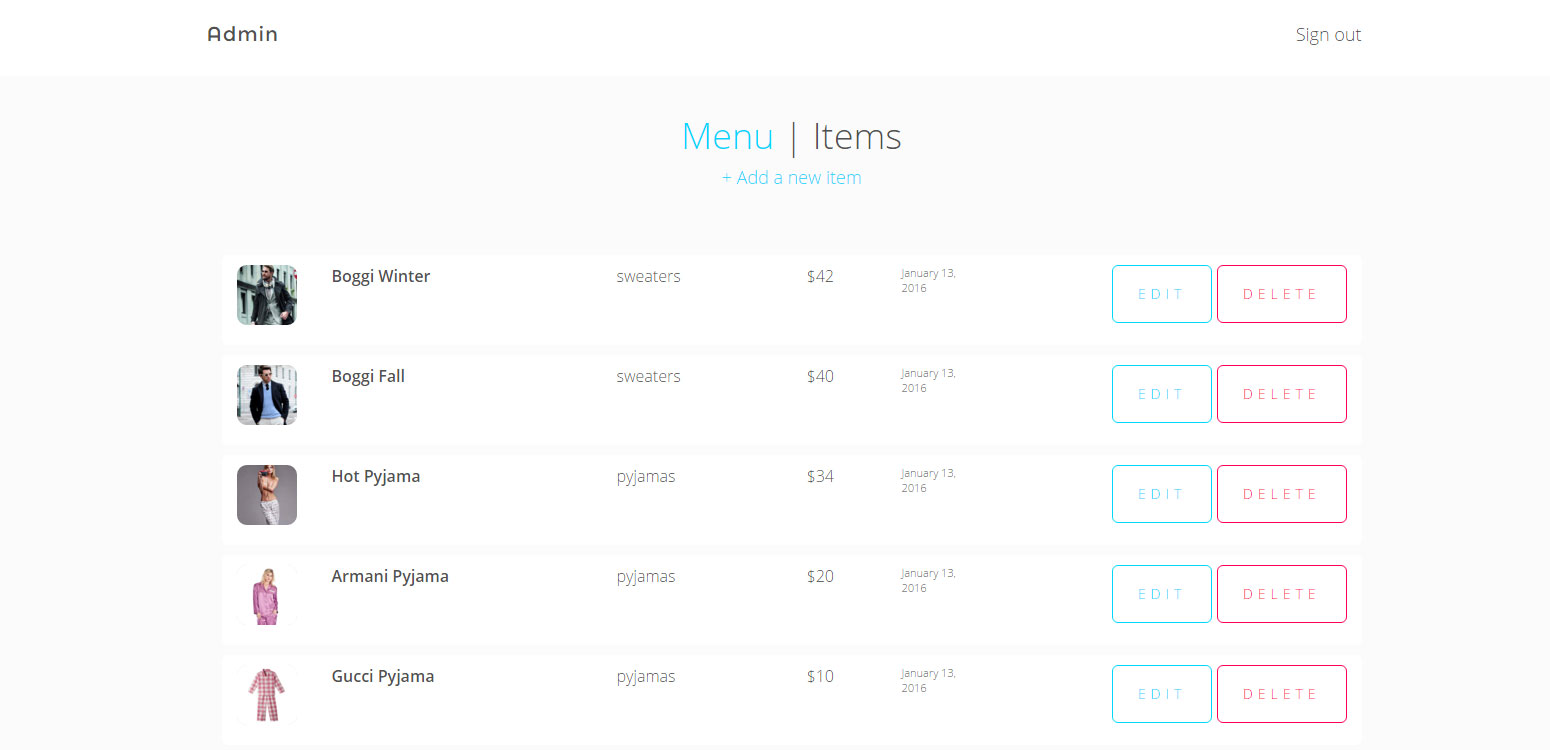 Admin
Sign out
Menu | Items
+ Add a new item
Boggi Winter sweaters $42 January 13, 2016 EDIT DELETE
Boggi Fall sweaters $40 January 13, 2016 EDIT DELETE
Hot Pyjama pyjamas $34 January 13, 2016 EDIT DELETE
Armani Pyjama pyjamas $20 January 13, 2016 EDIT DELETE
Gucci Pyjama pyjamas $10 January 13, 2016 EDIT DELETE